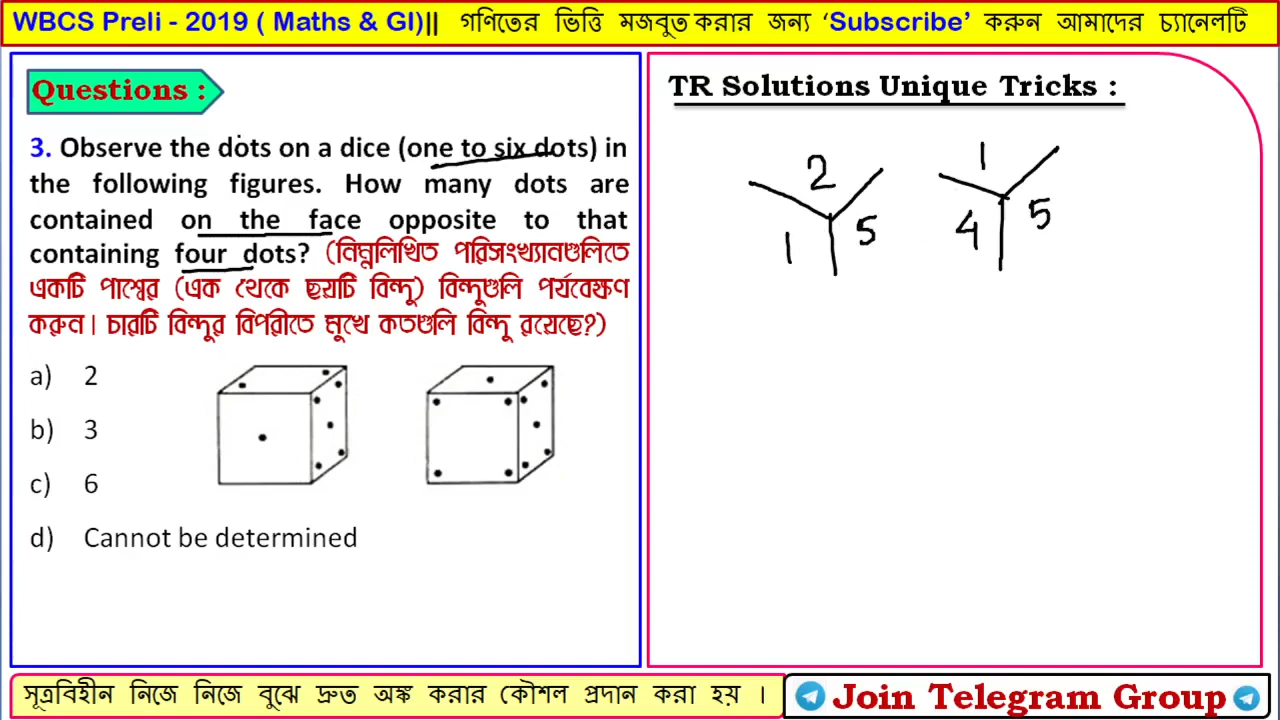 WBCS Preli - 2019 ( Maths & GI)|| গণিতের ভিত্তি মজবুত করার জন্য ‘Subscribe’ করুন আমাদের চ্যানেলটি
Questions :
3. Observe the dots on a dice (one to six dots) in
the following figures. How many dots are
contained on the face opposite to that
containing four dots? (নিম্নলিখিত পরিসংখ্যানগুলিতে
একটি পাশ্বের (এক থেকে ছয়টি বিন্দু) বিন্দুগুলি পর্যবেক্ষণ
করুন। চারটি বিন্দুর বিপরীতে মুখে কতগুলি বিন্দু রয়েছে?)
a) 2
b) 3
c) 6
d) Cannot be determined
TR Solutions Unique Tricks :
2
1 5
1
4 5
সূত্রবিহীন নিজে নিজে বুঝে দ্রুত অঙ্ক করার কৌশল প্রদান করা হয় ।
Join Telegram Group